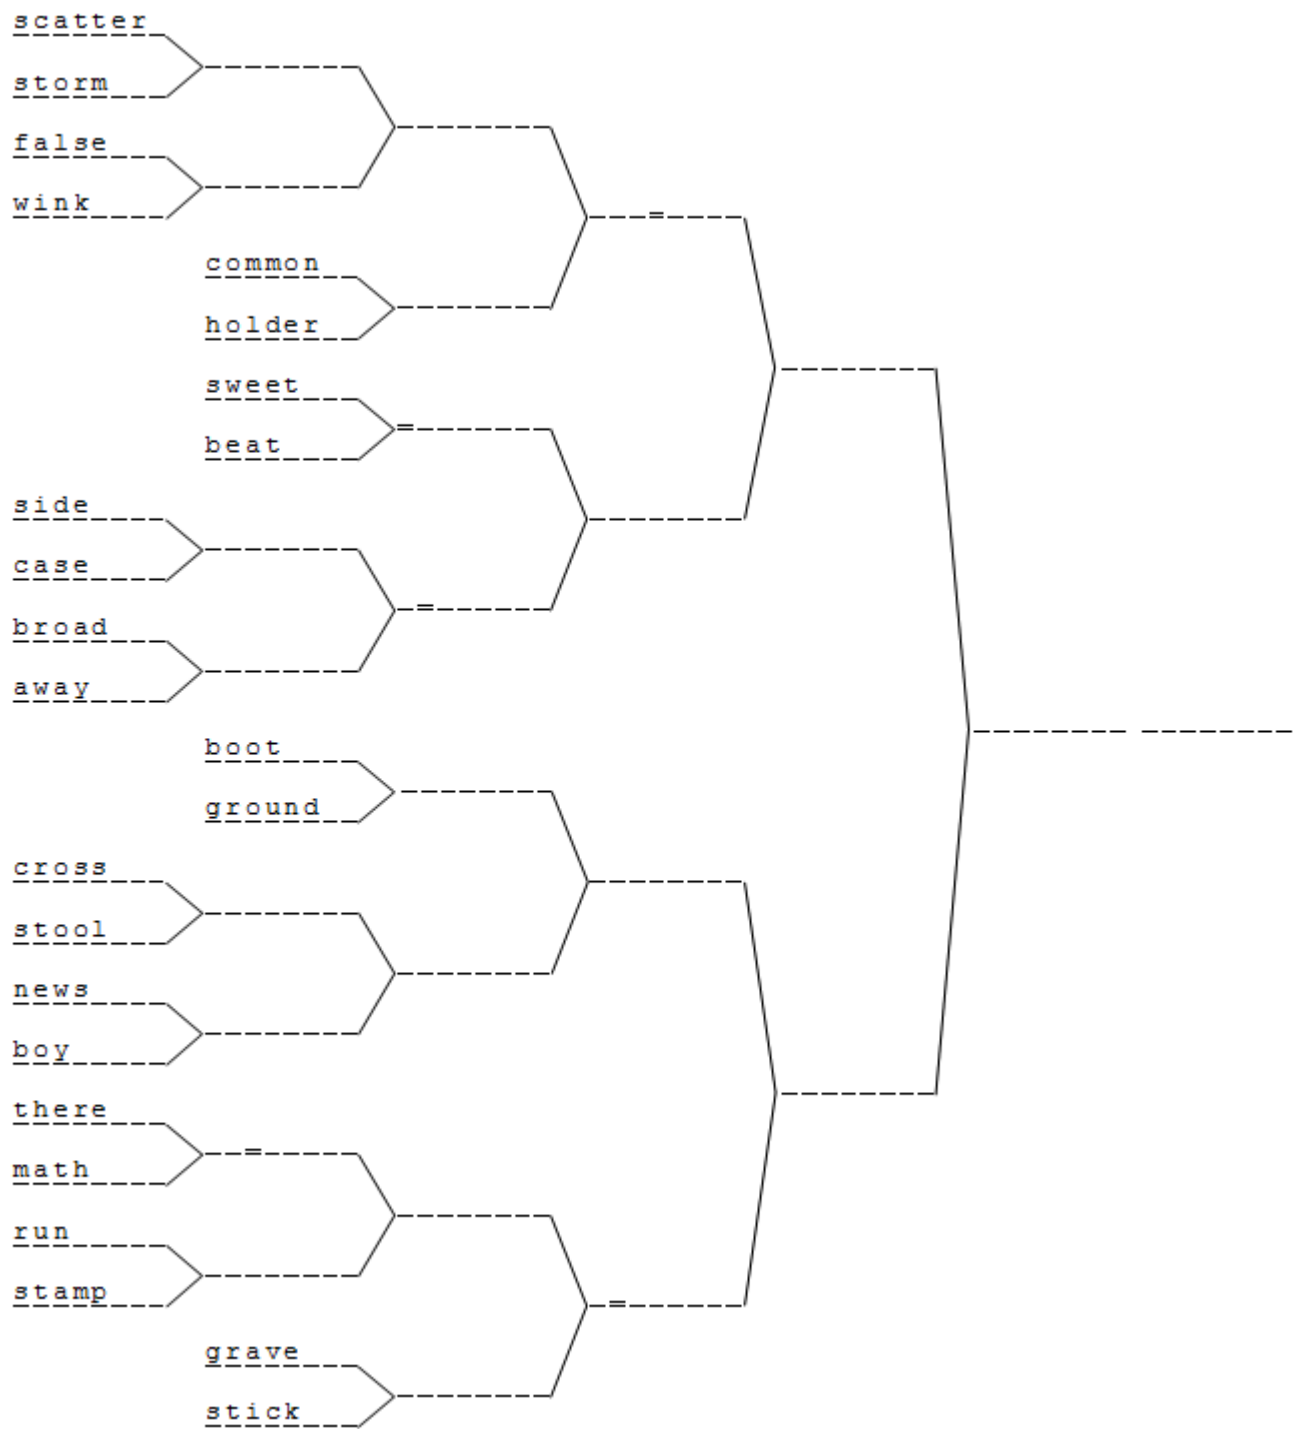 scatter
storm
false
wink
common
holder
sweet
beat
side
case
broad
away
boot
ground
cross
stool
news
boy
there
math
run
stamp
grave
stick